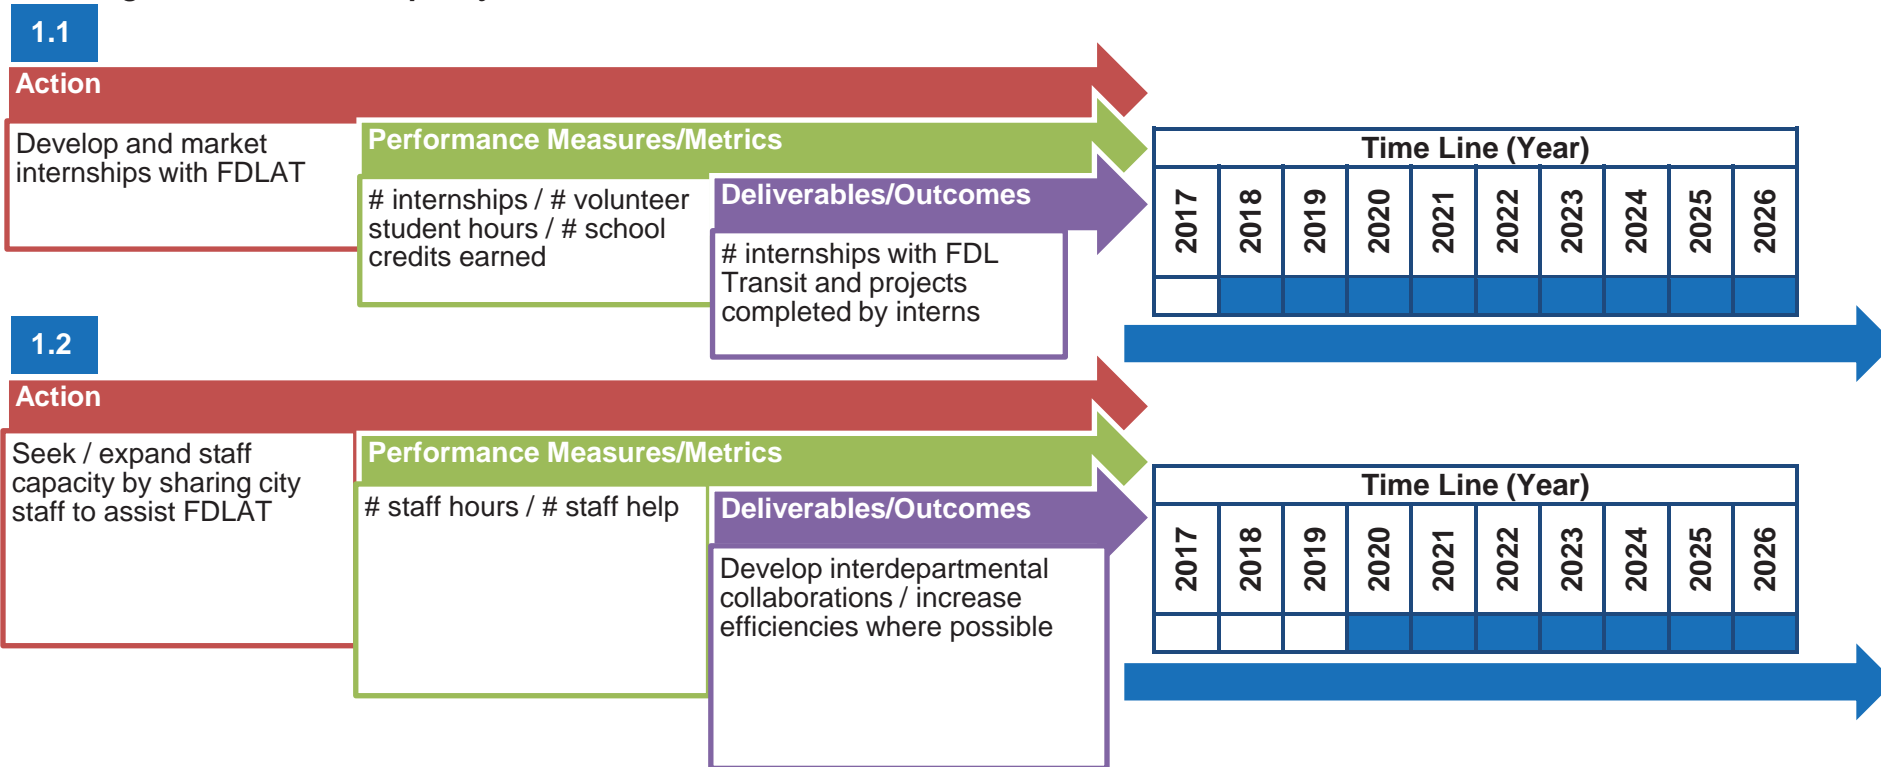 1.1
Action
Develop and market
internships with FDLAT
Performance Measures/Metrics
# internships / # volunteer
student hours / # school
credits earned
Deliverables/Outcomes
# internships with FDL
Transit and projects
completed by interns
Time Line (Year)
2017 2018 2019 2020 2021 2022 2023 2024 2025 2026
1.2
Action
Seek / expand staff
capacity by sharing city
staff to assist FDLAT
Performance Measures/Metrics
# staff hours / # staff help
Deliverables/Outcomes
Develop interdepartmental
collaborations / increase
efficiencies where possible
Time Line (Year)
2017 2018 2019 2020 2021 2022 2023 2024 2025 2026